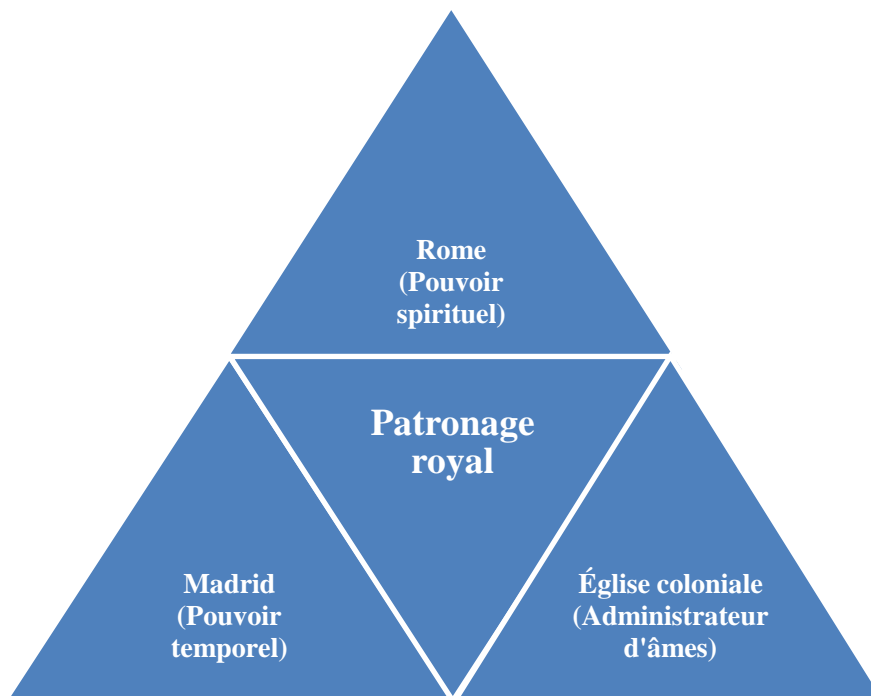 Rome
(Pouvoir
spirituel)
Patronage
royal
Madrid
(Pouvoir
temporel)
Église coloniale
(Administrateur
d'âmes)